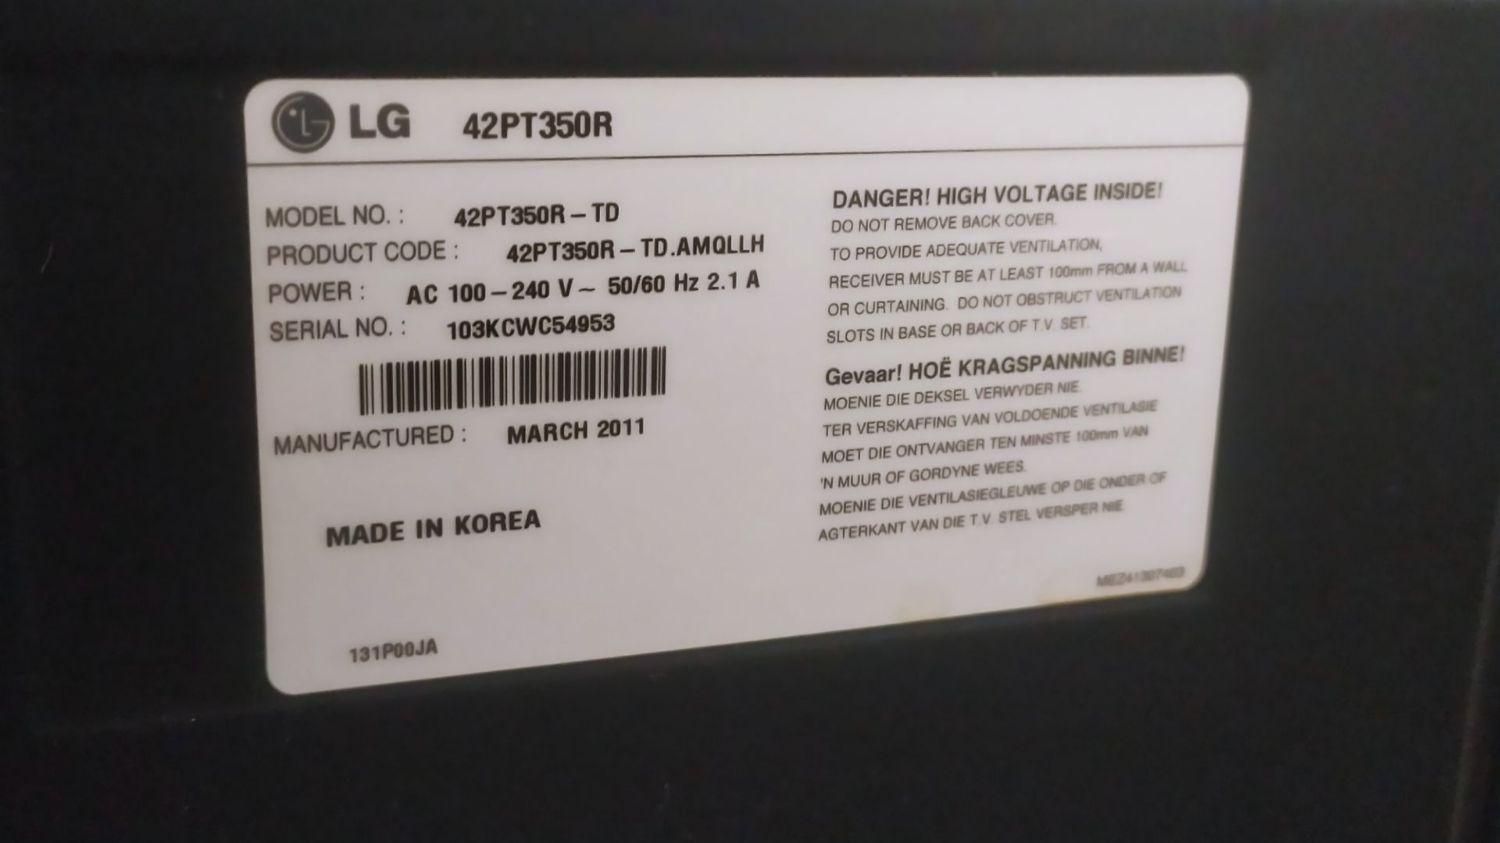 LG 42PT350R
MODEL NO. : 42PT350R – TD
PRODUCT CODE : 42PT350R – TD.AMQLLH
POWER : AC 100 – 240 V ~ 50/60 Hz 2.1 A
SERIAL NO. : 103KCWC54953
MANUFACTURED : MARCH 2011
MADE IN KOREA
131P00JA
DANGER! HIGH VOLTAGE INSIDE!
DO NOT REMOVE BACK COVER.
TO PROVIDE ADEQUATE VENTILATION,
RECEIVER MUST BE AT LEAST 100mm FROM A WALL
OR CURTAINING. DO NOT OBSTRUCT VENTILATION
SLOTS IN BASE OR BACK OF T.V. SET.
Gevaar! HOË KRAGSPANNING BINNE!
MOENIE DIE DEKSEL VERWYDER NIE.
TER VERSKAFFING VAN VOLDOENDE VENTILASIE
MOET DIE ONTVANGER TEN MINSTE 100mm VAN
'N MUUR OF GORDYNE WEES.
MOENIE DIE VENTILASIEGLEUWE OP DIE ONDER OF
AGTERKANT VAN DIE T.V. STEL VERSPER NIE.